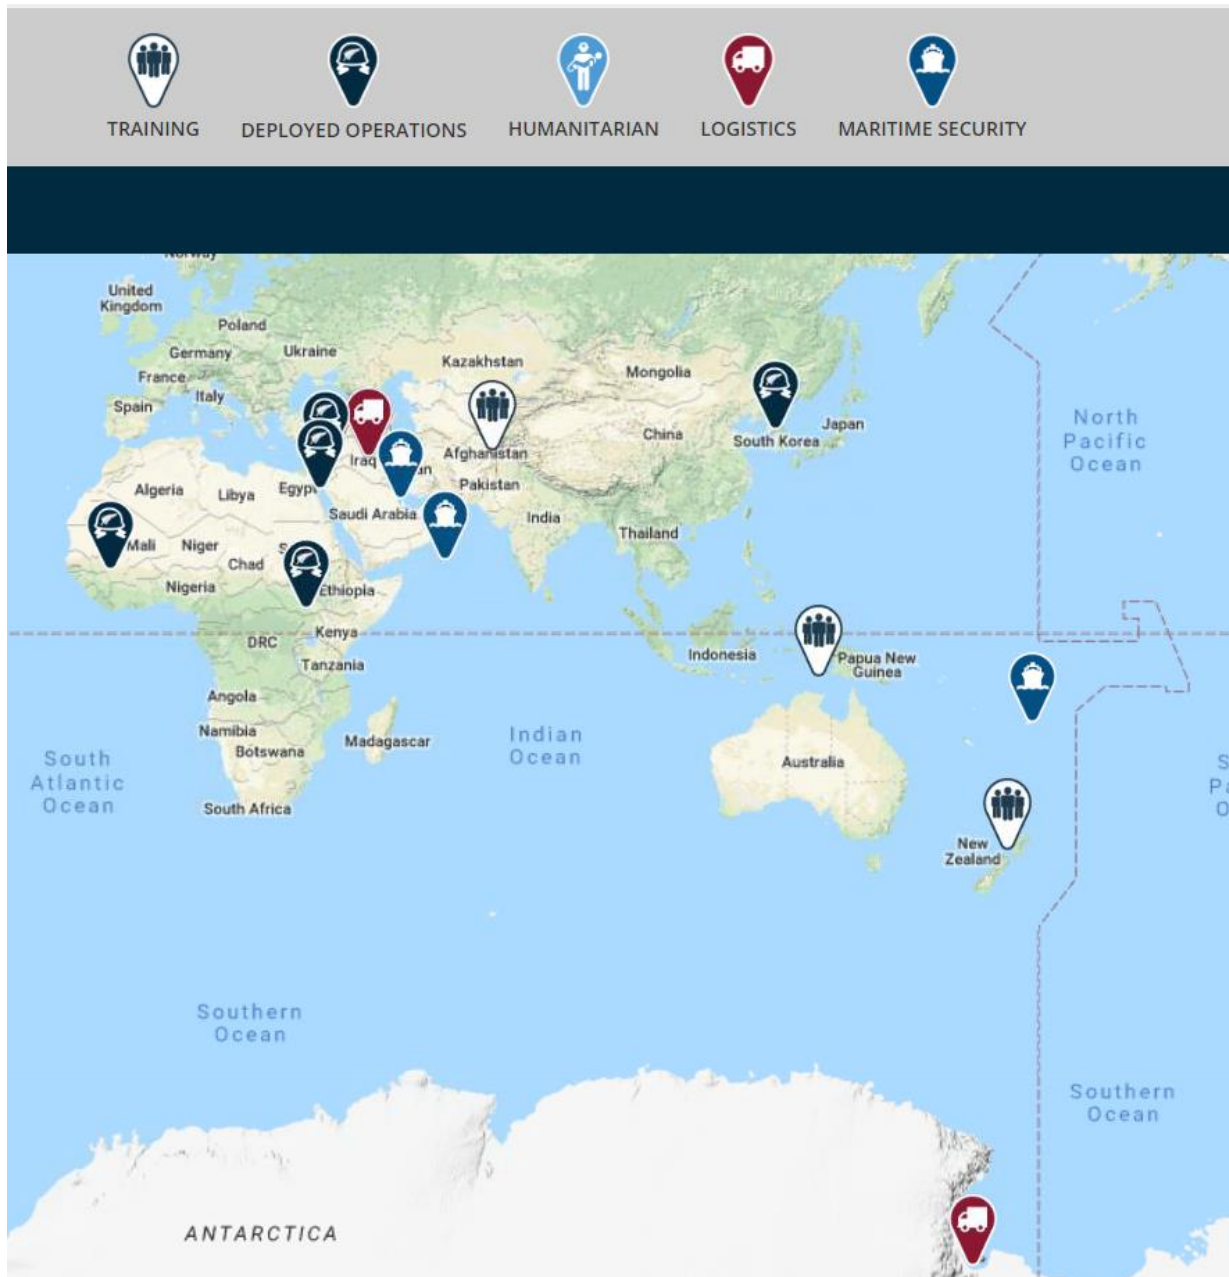 TRAINING
DEPLOYED OPERATIONS
HUMANITARIAN
LOGISTICS
MARITIME SECURITY
Norway
United
Kingdom
Poland
Germany
Ukraine
France
Italy
Spain
Kazakhstan
Mongolia
North
Pacific
Ocean
China
South Korea
Japan
Iraq
an
Afghanistan
Pakistan
Algeria
Libya
Egypt
Saudi Arabia
India
Thailand
Mali
Niger
Chad
S
Nigeria
Ethiopia
DRC
Kenya
Tanzania
Indonesia
Papua New
Guinea
Angola
Namibia
Botswana
Madagascar
South Africa
South
Atlantic
Ocean
Indian
Ocean
Australia
S
Pa
O
New
Zealand
Southern
Ocean
Southern
Ocean
ANTARCTICA